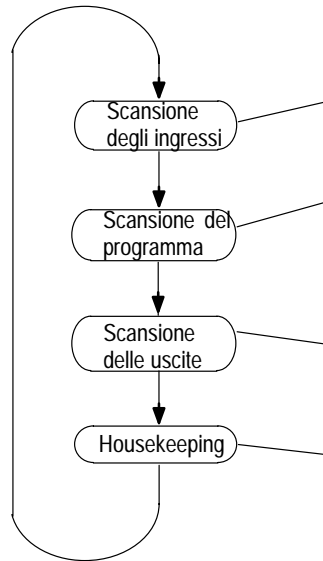 Scansione
degli ingressi
Scansione del
programma
Scansione
delle uscite
Housekeeping